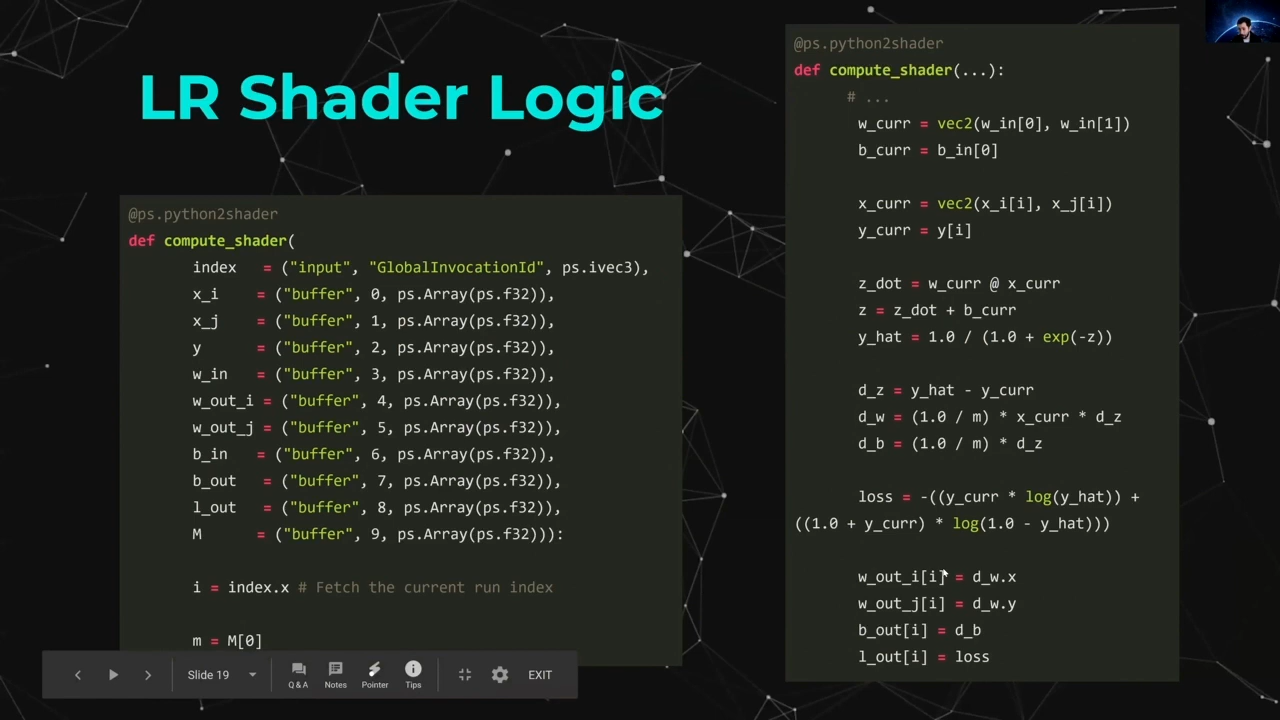 LR Shader Logic
@ps.python2shader
def compute_shader(
index = ("input", "GlobalInvocationId", ps.ivec3),
x_i = ("buffer", 0, ps.Array(ps.f32)),
x_j = ("buffer", 1, ps.Array(ps.f32)),
y = ("buffer", 2, ps.Array(ps.f32)),
w_in = ("buffer", 3, ps.Array(ps.f32)),
w_out_i = ("buffer", 4, ps.Array(ps.f32)),
w_out_j = ("buffer", 5, ps.Array(ps.f32)),
b_in = ("buffer", 6, ps.Array(ps.f32)),
b_out = ("buffer", 7, ps.Array(ps.f32)),
l_out = ("buffer", 8, ps.Array(ps.f32)),
M = ("buffer", 9, ps.Array(ps.f32))):
i = index.x # Fetch the current run index
m = M[0]
@ps.python2shader
def compute_shader(...):
# ...
w_curr = vec2(w_in[0], w_in[1])
b_curr = b_in[0]
x_curr = vec2(x_i[i], x_j[i])
y_curr = y[i]
z_dot = w_curr @ x_curr
z = z_dot + b_curr
y_hat = 1.0 / (1.0 + exp(-z))
d_z = y_hat - y_curr
d_w = (1.0 / m) * x_curr * d_z
d_b = (1.0 / m) * d_z
loss = -((y_curr * log(y_hat)) +
((1.0 + y_curr) * log(1.0 - y_hat)))
w_out_i[i] = d_w.x
w_out_j[i] = d_w.y
b_out[i] = d_b
l_out[i] = loss
Slide 19
Q & A
Notes
Pointer
Tips
EXIT